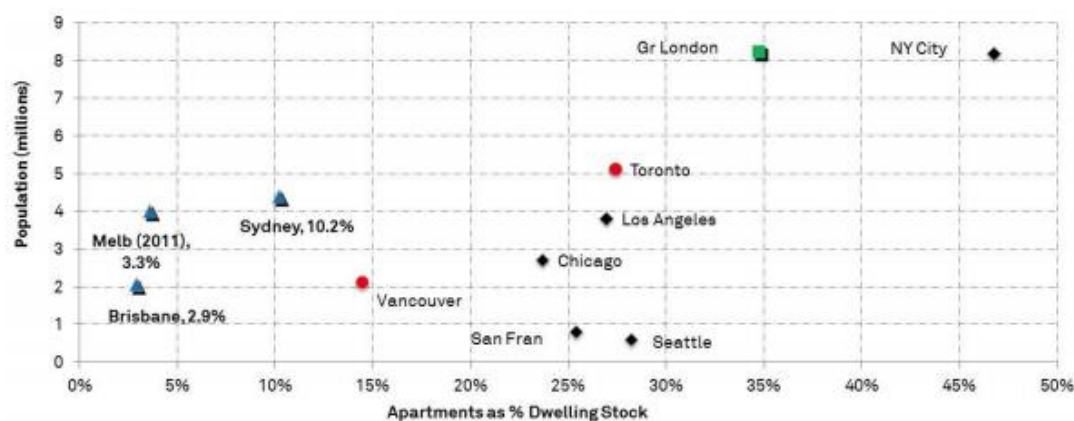 9
8
7
6
5
4
3
2
1
0
Population (millions)
Gr London
NY City
Toronto
Los Angeles
Chicago
Sydney, 10.2%
Melb (2011),
3.3%
Brisbane, 2.9%
Vancouver
San Fran
Seattle
0% 5% 10% 15% 20% 25% 30% 35% 40% 45% 50%
Apartments as % Dwelling Stock